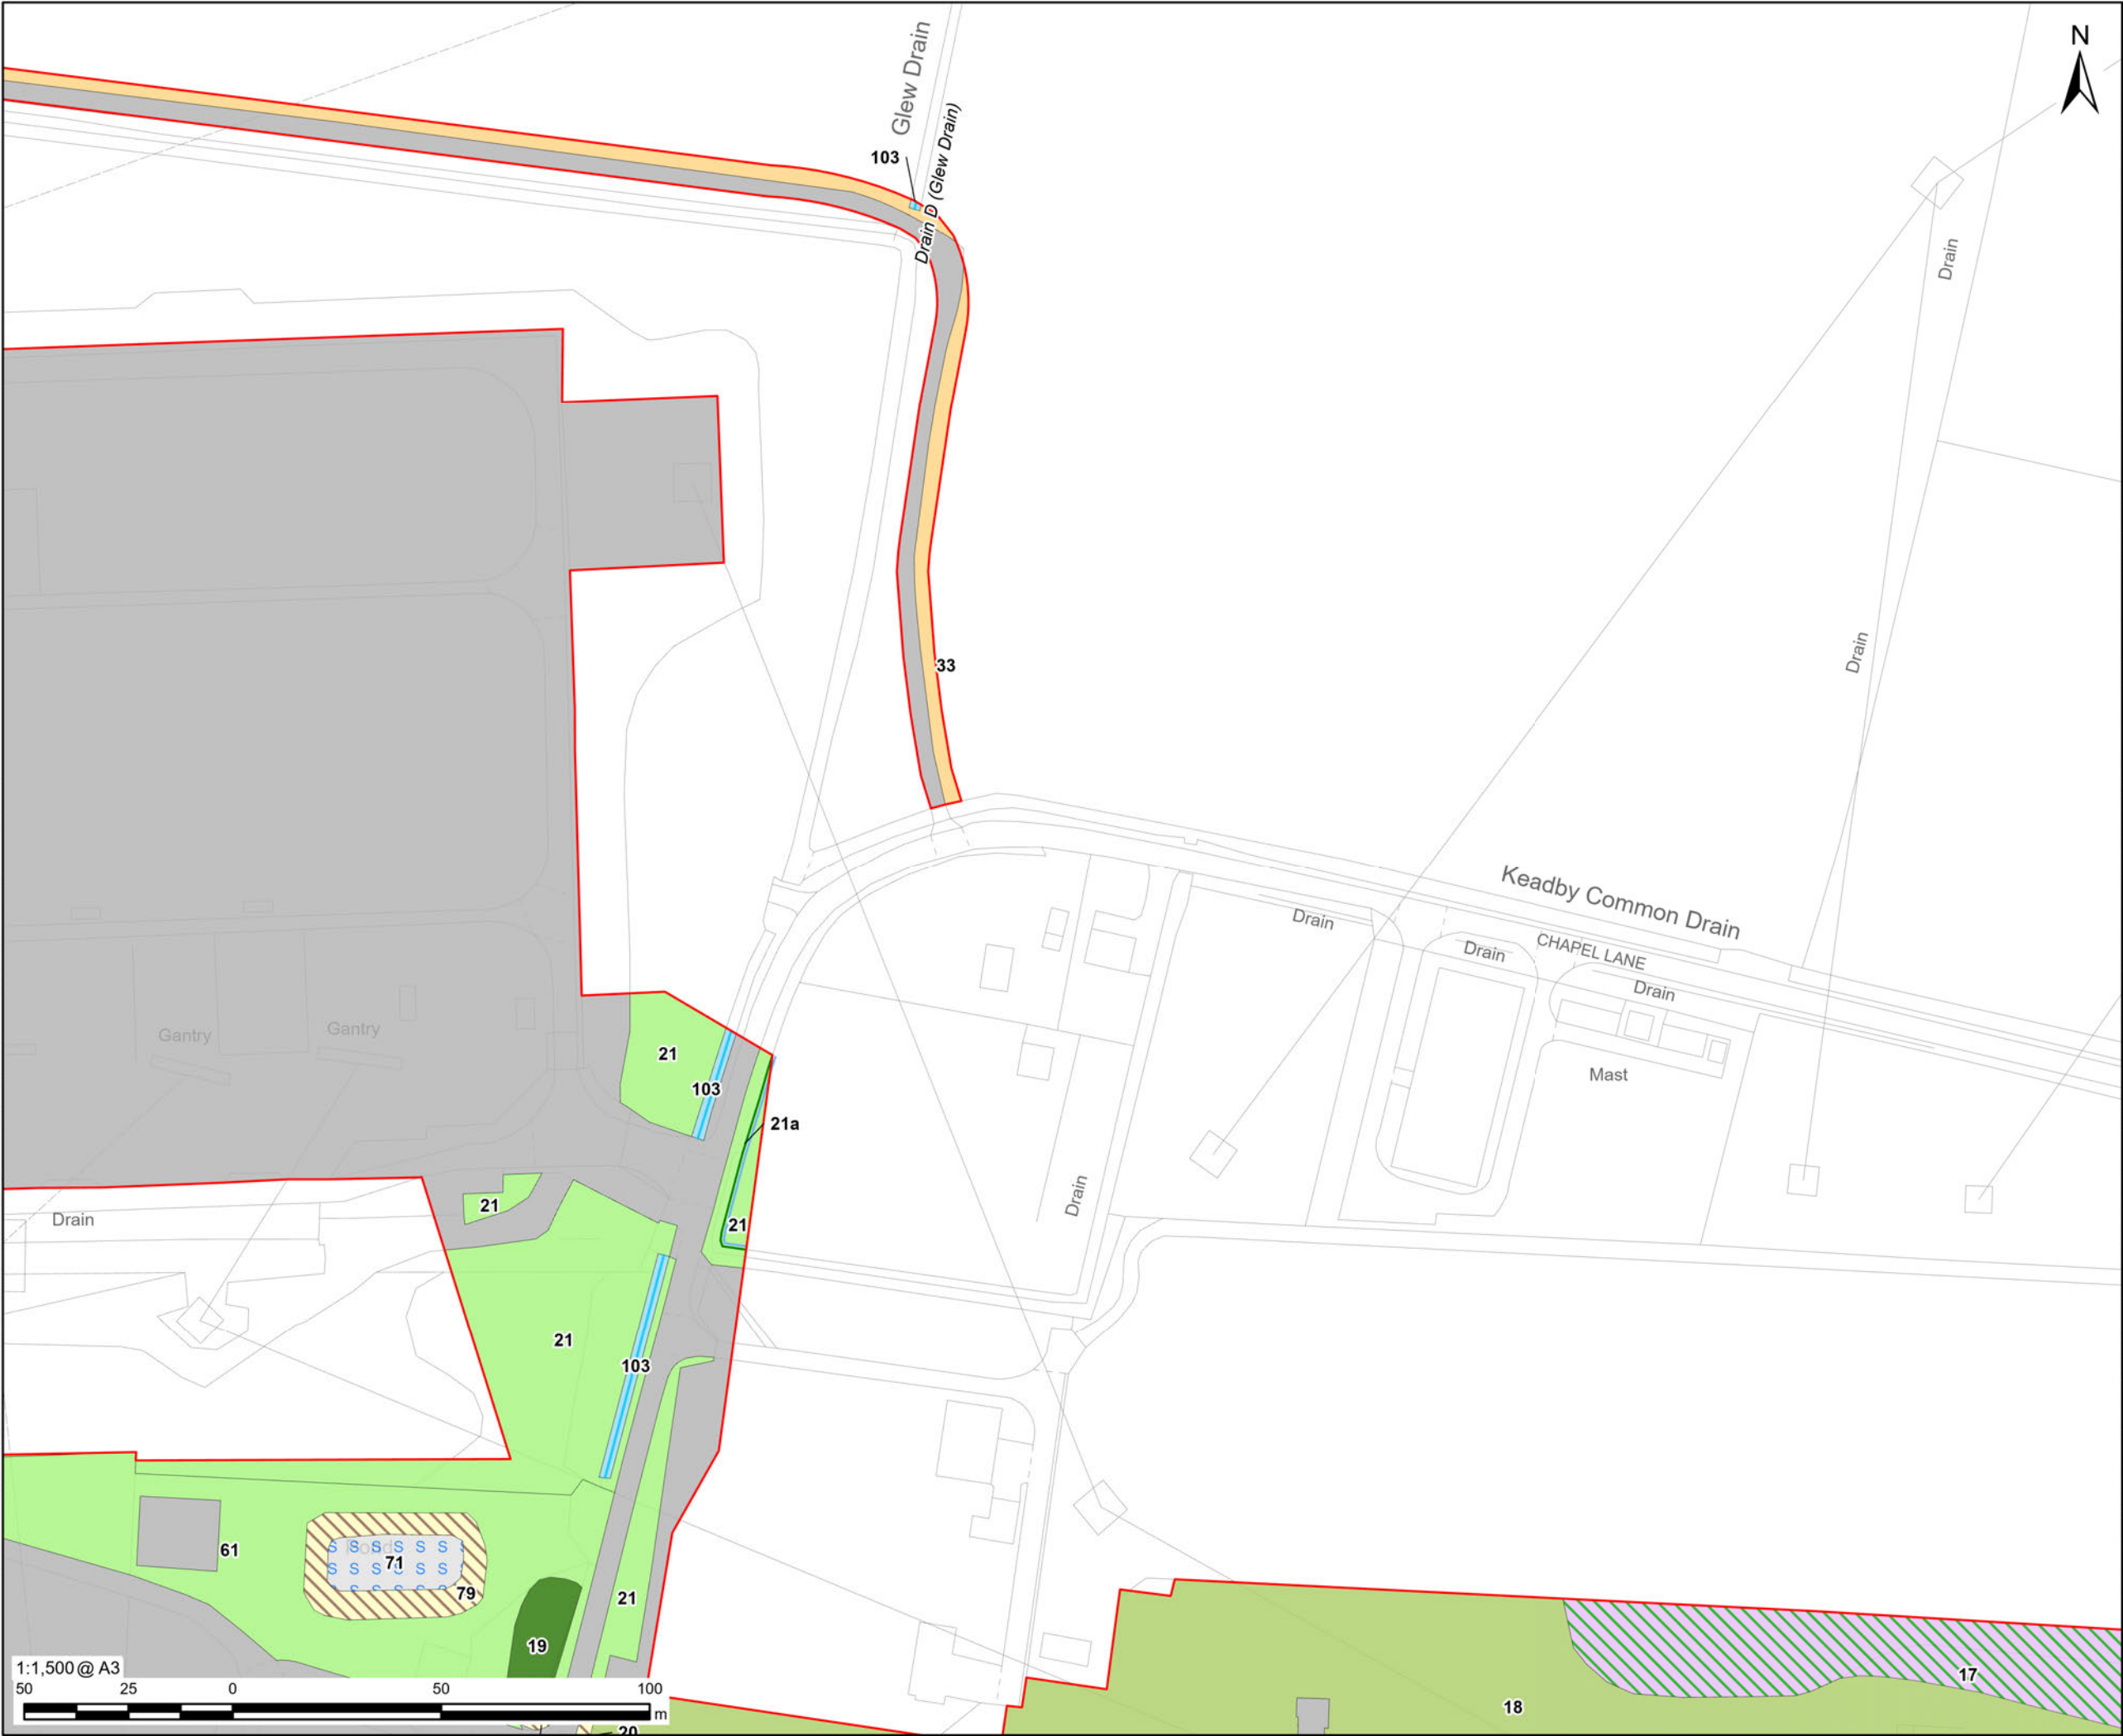 N
Glew Drain
103
Drain D (Glew Drain)
Drain
33
Drain
Keadby Common Drain
Drain
CHAPEL LANE
Drain
Drain
Gantry
Gantry
21
103
Mast
21a
Drain
21
21
Drain
21
103
61
71
79
21
19
17
18
1:1,500 @ A3
50 25 0 50 100
m
20